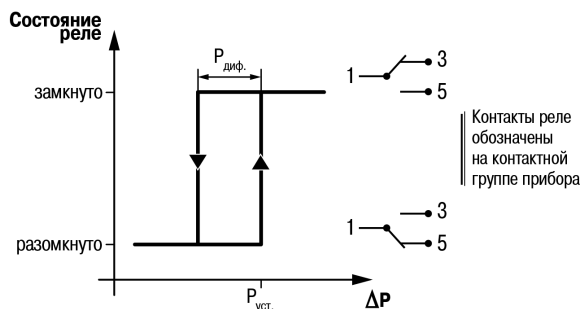 Состояние
реле
Pдиф.
замкнуто
1
3
5
Контакты реле
обозначены
на контактной
группе прибора
1
3
5
разомкнуто
Pуст.
ΔP